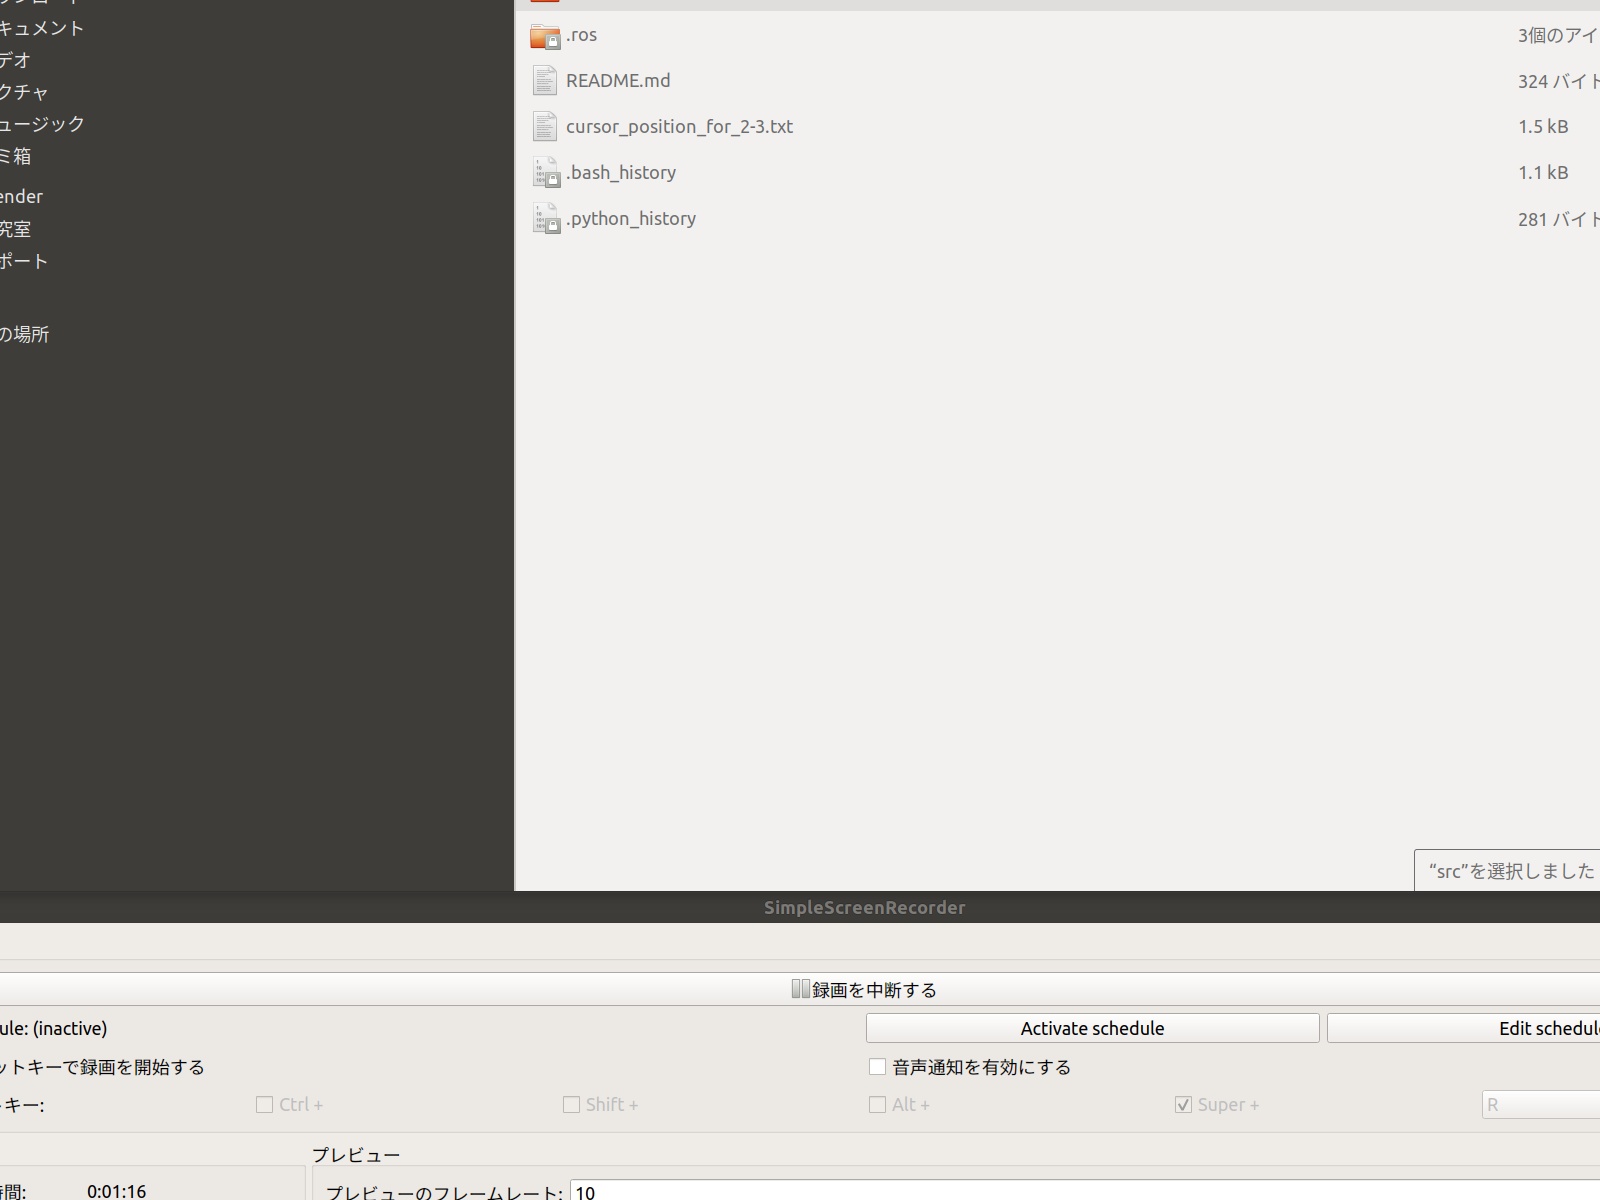 キュメント
デオ
クチャ
ュージック
ミ箱
ender
究室
ポート
の場所
.ros 3個のアイ
README.md 324 バイト
cursor_position_for_2-3.txt 1.5 kB
.bash_history 1.1 kB
.python_history 281 バイト
“src”を選択しました
SimpleScreenRecorder
録画を中断する
ule: (inactive) Activate schedule Edit schedul
ットキーで録画を開始する 音声通知を有効にする
キー: Ctrl + Shift + Alt + Super + R
プレビュー
時間: 0:01:16 プレビューのフレームレート: 10